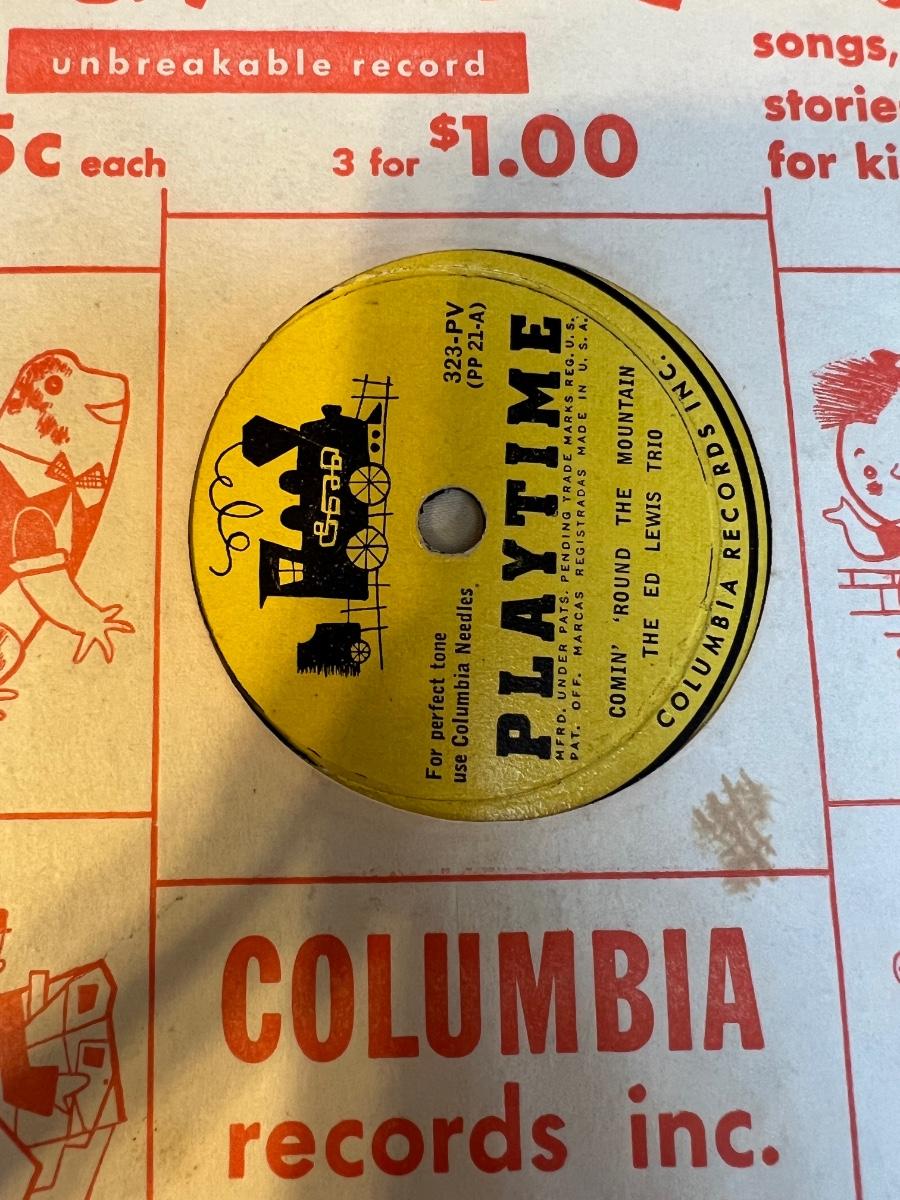 unbreakable record
songs,
each
3 for $1.00
for
323-PV
(PP 21-A)
For perfect tone
use Columbia Needles
PLAYTIME
MFRD. UNDER PATS. PENDING TRADE MARKS REG. U. S.
PAT. OFF. MARCAS REGISTRADAS MADE IN U. S. A.
COMIN' 'ROUND THE MOUNTAIN
THE ED LEWIS TRIO
COLUMBIA RECORDS INC.
COLUMBIA
records inc.